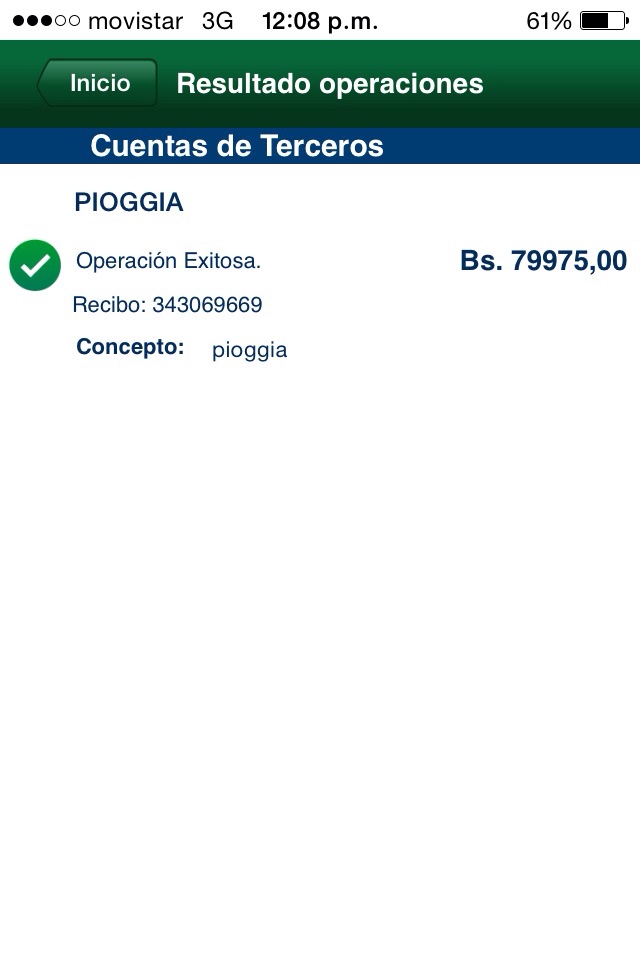 movistar 3G 12:08 p.m. 61%
Inicio Resultado operaciones
Cuentas de Terceros
PIOGGIA
Operación Exitosa. Bs. 79975,00
Recibo: 343069669
Concepto: pioggia